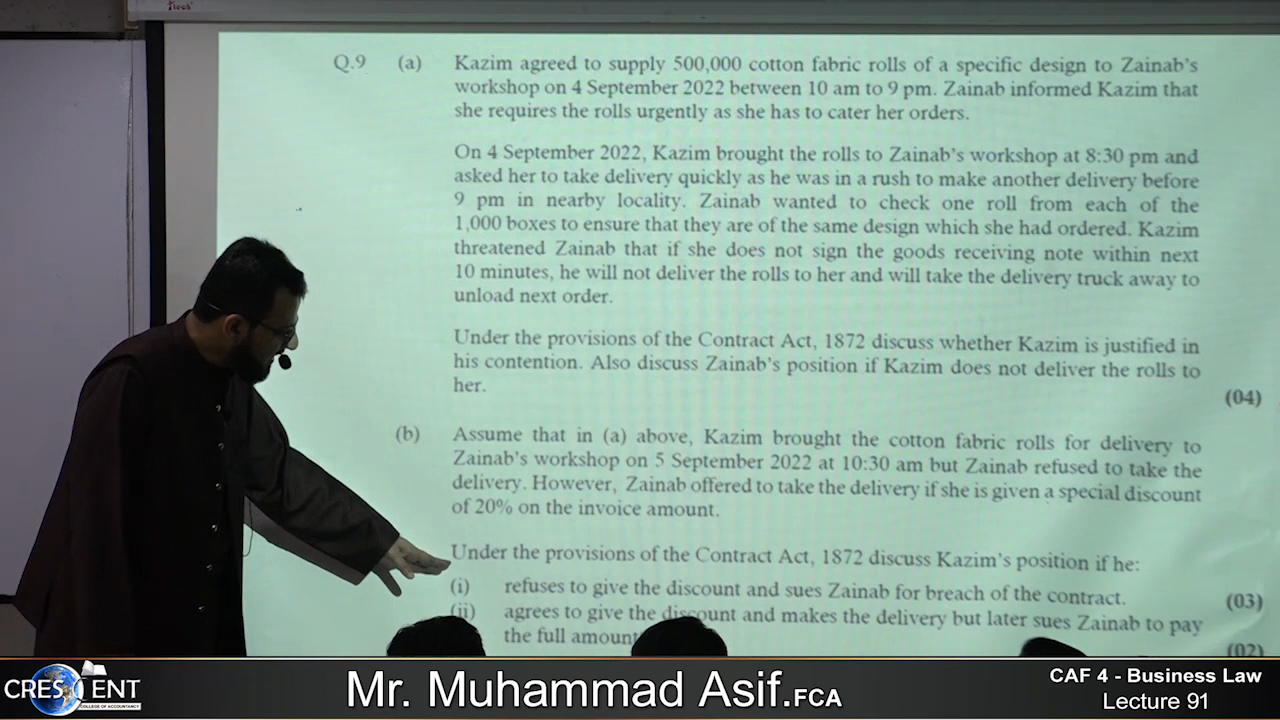 Q.9 (a) Kazim agreed to supply 500,000 cotton fabric rolls of a specific design to Zainab's
workshop on 4 September 2022 between 10 am to 9 pm. Zainab informed Kazim that
she requires the rolls urgently as she has to cater her orders.
On 4 September 2022, Kazim brought the rolls to Zainab's workshop at 8:30 pm and
asked her to take delivery quickly as he was in a rush to make another delivery before
9 pm in nearby locality. Zainab wanted to check one roll from each of the
1,000 boxes to ensure that they are of the same design which she had ordered. Kazim
threatened Zainab that if she does not sign the goods receiving note within next
10 minutes, he will not deliver the rolls to her and will take the delivery truck away to
unload next order.
Under the provisions of the Contract Act, 1872 discuss whether Kazim is justified in
his contention. Also discuss Zainab's position if Kazim does not deliver the rolls to
her. (04)
(b) Assume that in (a) above, Kazim brought the cotton fabric rolls for delivery to
Zainab's workshop on 5 September 2022 at 10:30 am but Zainab refused to take the
delivery. However, Zainab offered to take the delivery if she is given a special discount
of 20% on the invoice amount.
Under the provisions of the Contract Act, 1872 discuss Kazim's position if he:
(i) refuses to give the discount and sues Zainab for breach of the contract. (03)
(ii) agrees to give the discount and makes the delivery but later sues Zainab to pay
the full amount (02)
CRESCENT
COLLEGE OF ACCOUNTANCY
Mr. Muhammad Asif.FCA
CAF 4 - Business Law
Lecture 91